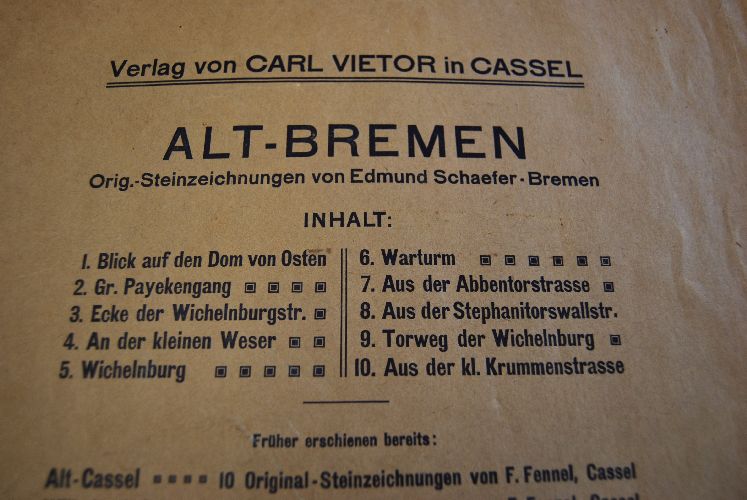 Verlag von CARL VIETOR in CASSEL
ALT-BREMEN
Orig.-Steinzeichnungen von Edmund Schaefer-Bremen
INHALT:
1. Blick auf den Dom von Osten
2. Gr. Payekengang
3. Ecke der Wichelnburgstr.
4. An der kleinen Weser
5. Wichelnburg
6. Warturm
7. Aus der Abbentorstrasse
8. Aus der Stephanitorswallstr.
9. Torweg der Wichelnburg
10. Aus der kl. Krummenstrasse
Früher erschienen bereits:
Alt-Cassel 10 Original-Steinzeichnungen von F. Fennel, Cassel